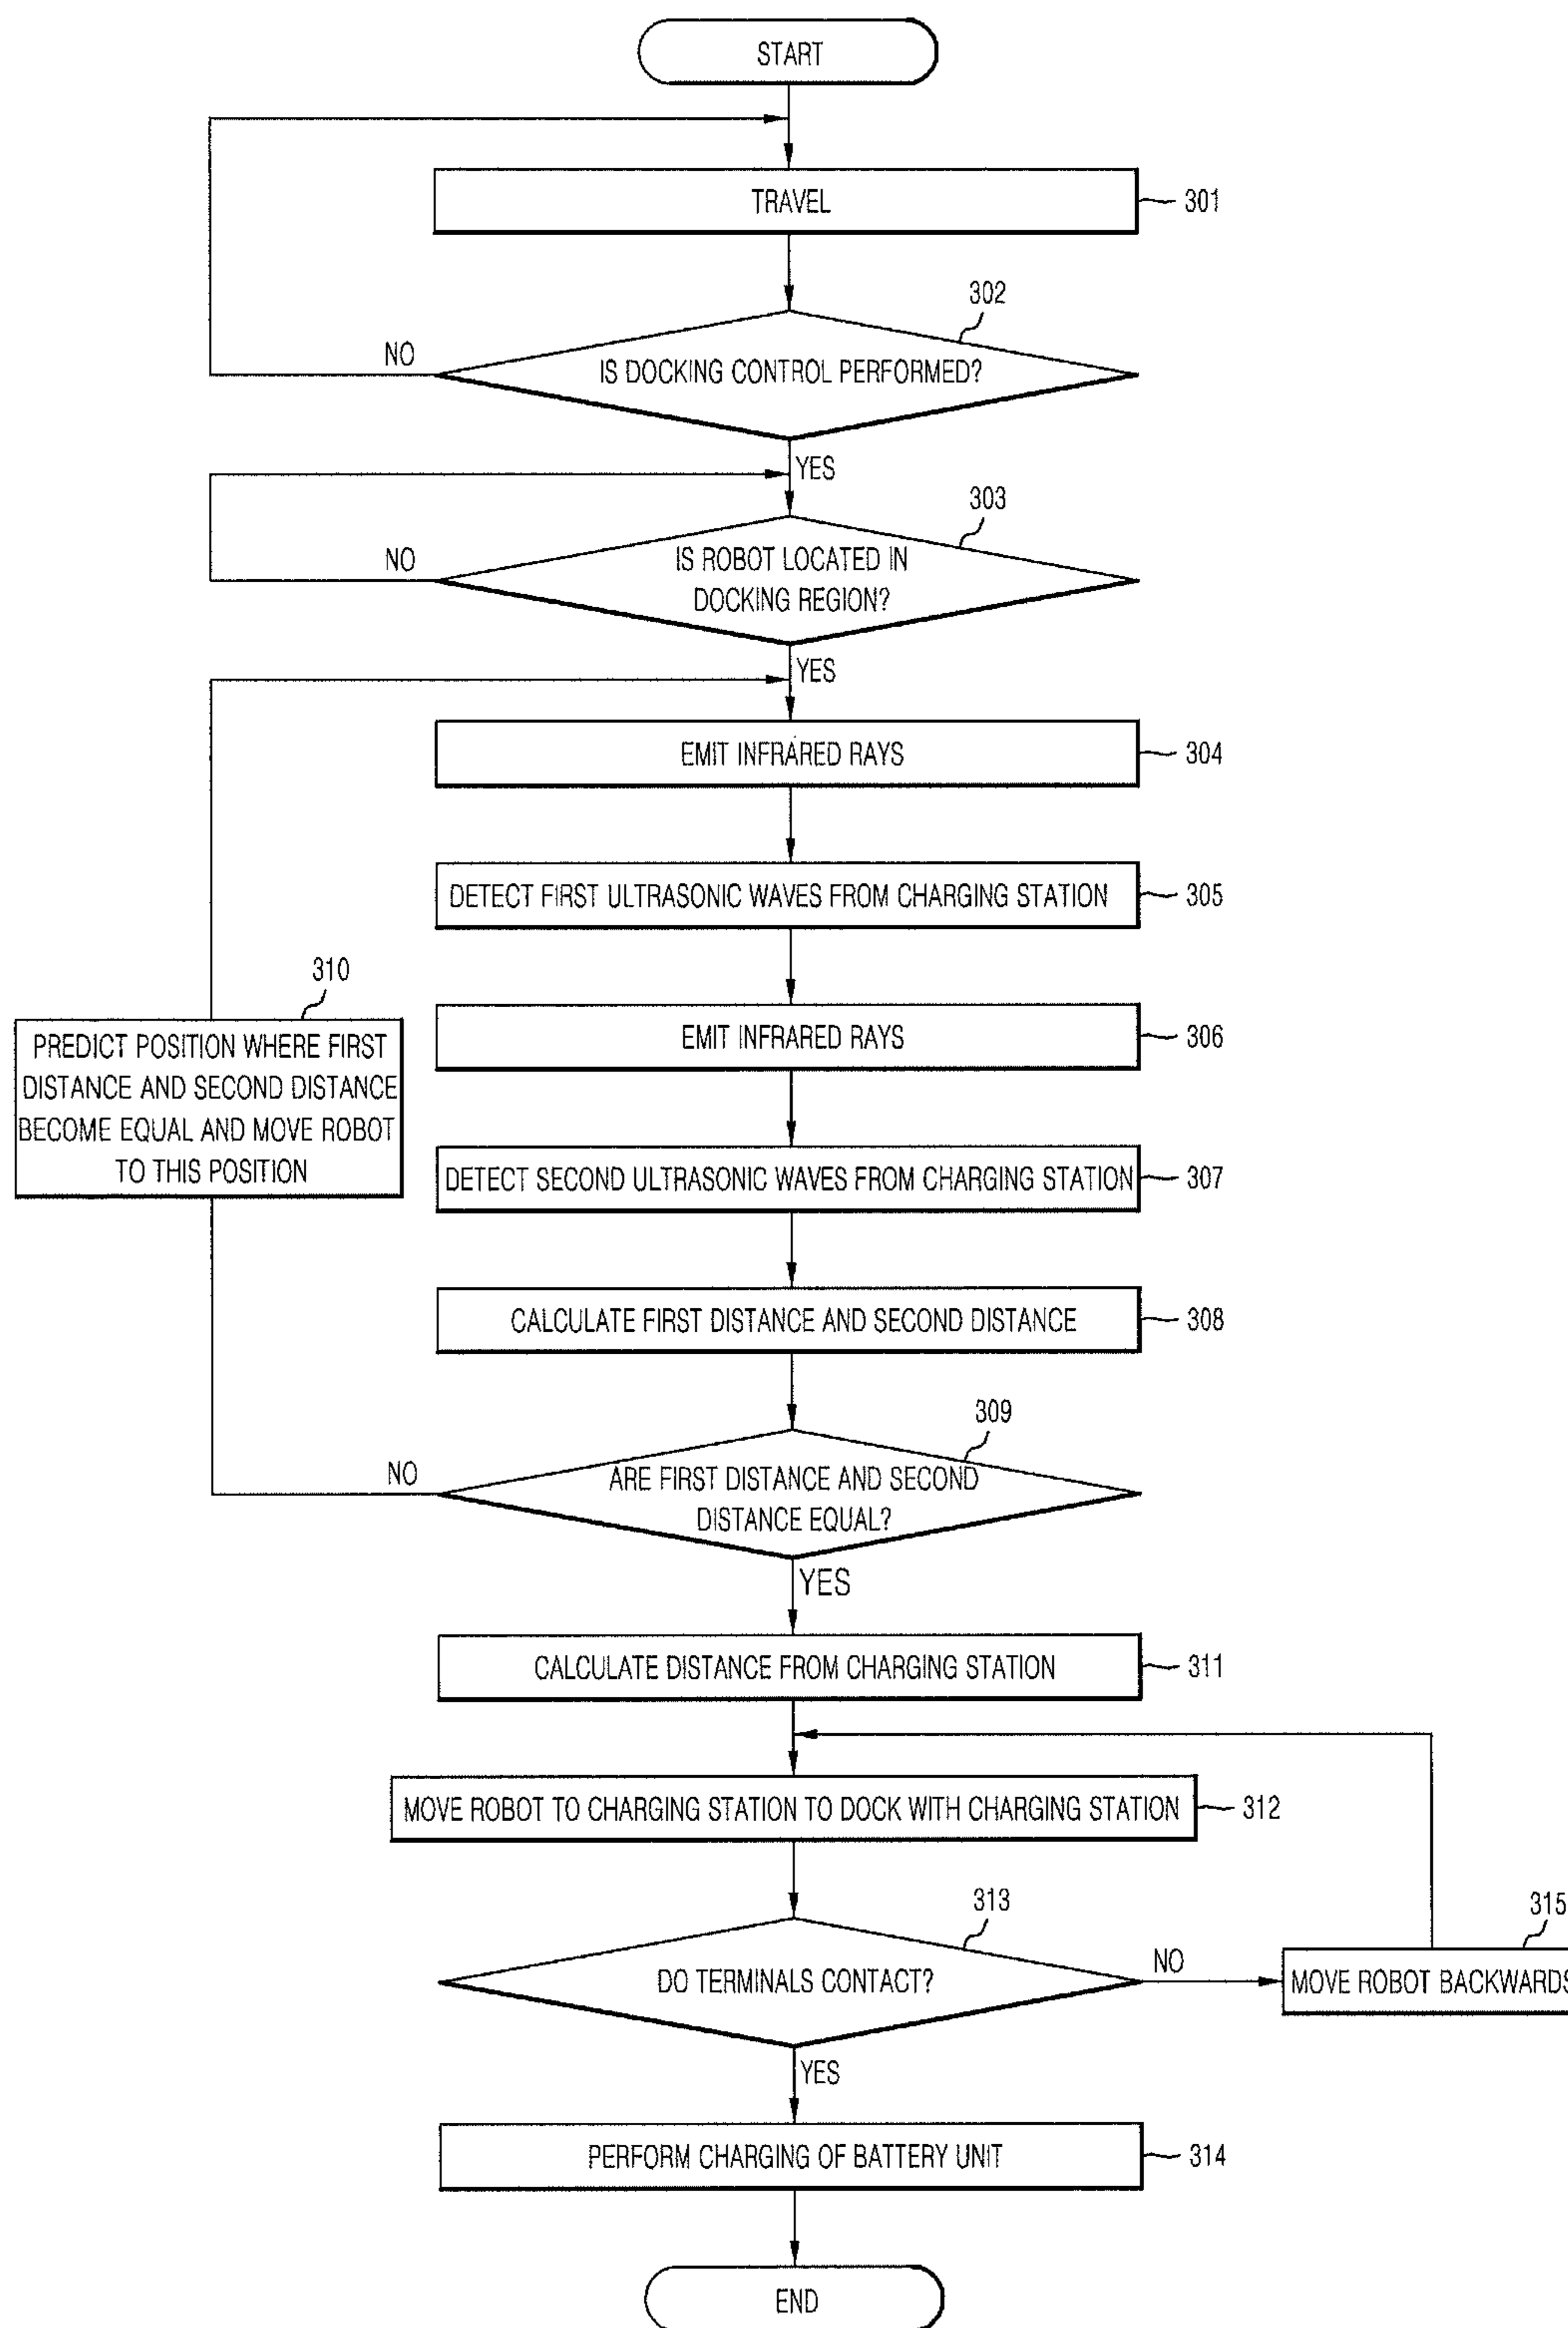 START
TRAVEL
301
302
IS DOCKING CONTROL PERFORMED?
NO
YES
303
IS ROBOT LOCATED IN
DOCKING REGION?
NO
YES
EMIT INFRARED RAYS
304
DETECT FIRST ULTRASONIC WAVES FROM CHARGING STATION
305
310
PREDICT POSITION WHERE FIRST
DISTANCE AND SECOND DISTANCE
BECOME EQUAL AND MOVE ROBOT
TO THIS POSITION
EMIT INFRARED RAYS
306
DETECT SECOND ULTRASONIC WAVES FROM CHARGING STATION
307
CALCULATE FIRST DISTANCE AND SECOND DISTANCE
308
309
ARE FIRST DISTANCE AND SECOND
DISTANCE EQUAL?
NO
YES
CALCULATE DISTANCE FROM CHARGING STATION
311
MOVE ROBOT TO CHARGING STATION TO DOCK WITH CHARGING STATION
312
313
DO TERMINALS CONTACT?
NO
315
MOVE ROBOT BACKWARDS
YES
PERFORM CHARGING OF BATTERY UNIT
314
END